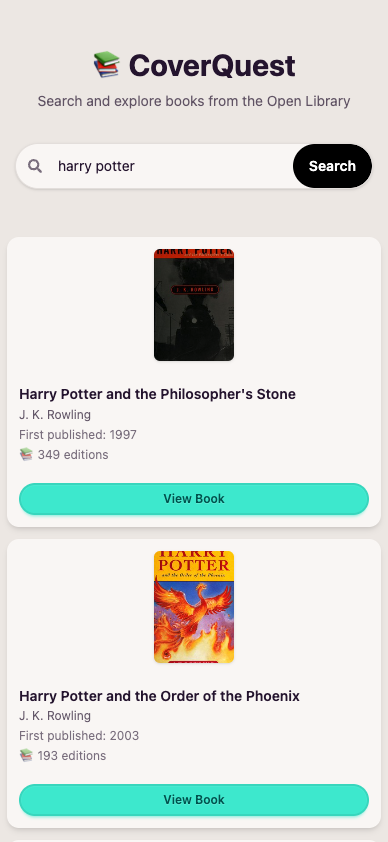 📚 CoverQuest
Search and explore books from the Open Library
harry potter
Search
HARRY POTTER
J. K. ROWLING
Harry Potter and the Philosopher's Stone
J. K. Rowling
First published: 1997
📚 349 editions
View Book
HARRY
POTTER
and the Order of the Phoenix
Harry Potter and the Order of the Phoenix
J. K. Rowling
First published: 2003
📚 193 editions
View Book